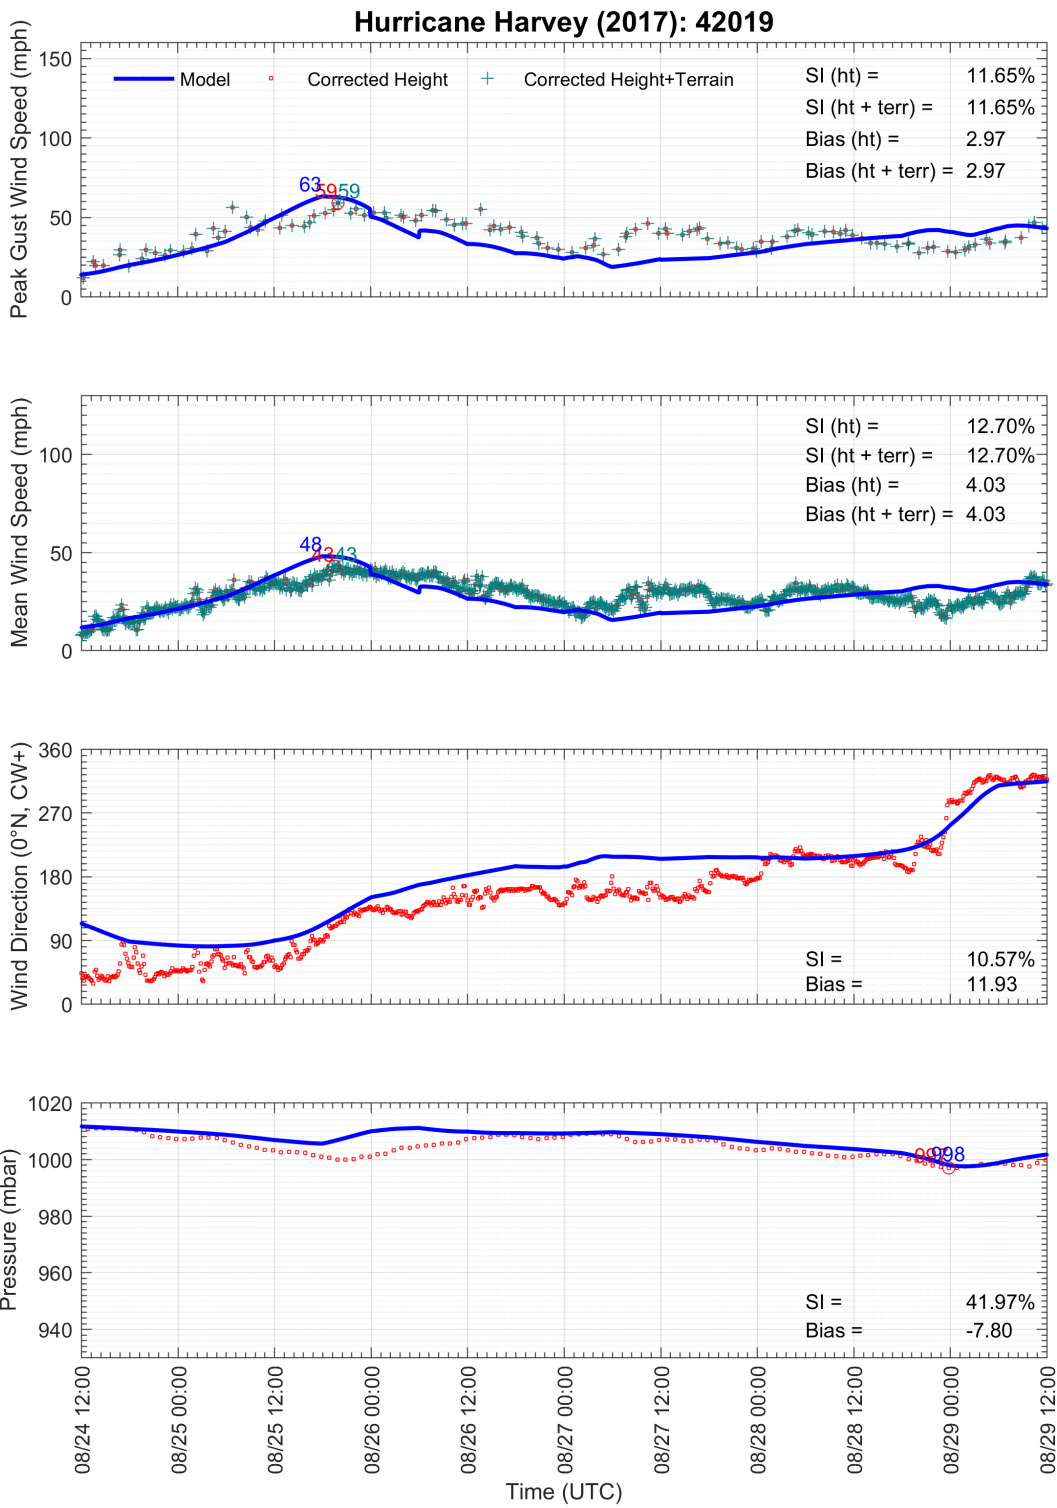 Hurricane Harvey (2017): 42019
Peak Gust Wind Speed (mph)
150
100
50
0
Model
Corrected Height
Corrected Height+Terrain
SI (ht) = 11.65%
SI (ht + terr) = 11.65%
Bias (ht) = 2.97
Bias (ht + terr) = 2.97
63
59
59
Mean Wind Speed (mph)
100
50
0
SI (ht) = 12.70%
SI (ht + terr) = 12.70%
Bias (ht) = 4.03
Bias (ht + terr) = 4.03
48
43
43
Wind Direction (0°N, CW+)
360
270
180
90
0
SI = 10.57%
Bias = 11.93
Pressure (mbar)
1020
1000
980
960
940
998
SI = 41.97%
Bias = -7.80
08/24 12:00
08/25 00:00
08/25 12:00
08/26 00:00
08/26 12:00
08/27 00:00
08/27 12:00
08/28 00:00
08/28 12:00
08/29 00:00
08/29 12:00
Time (UTC)